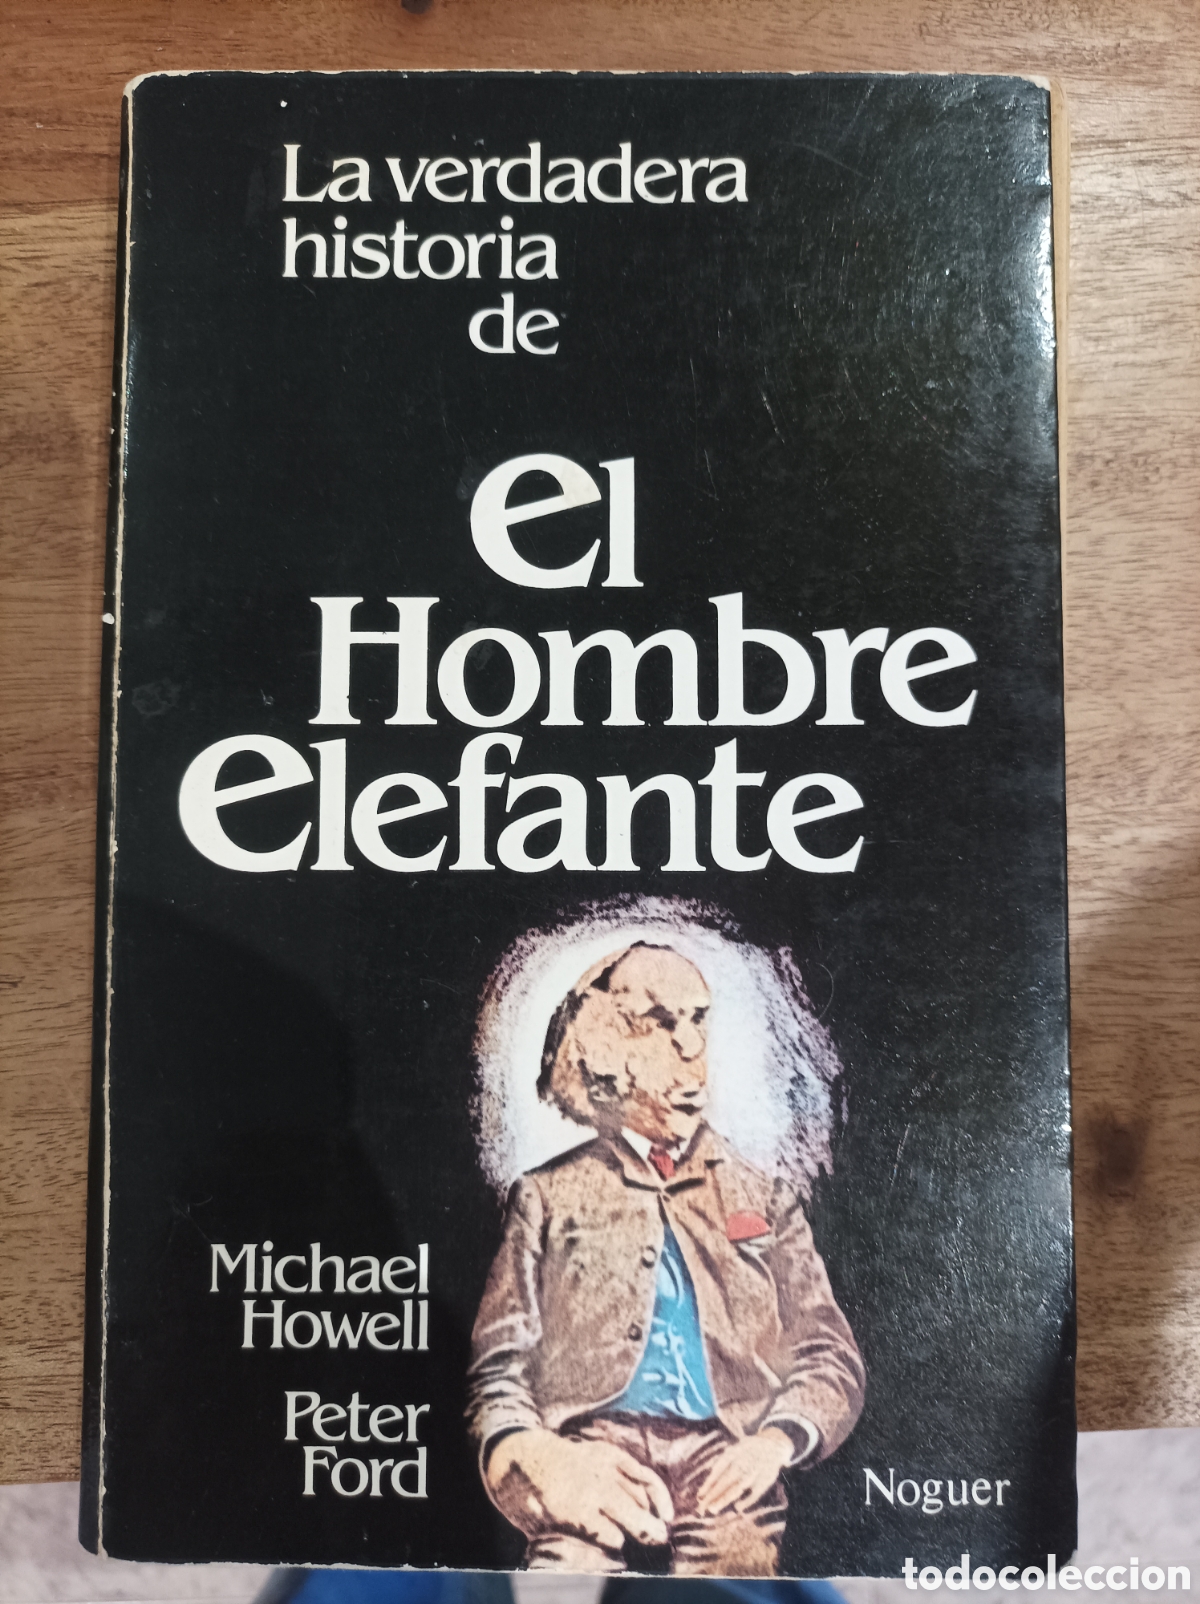 La verdadera
historia
de
el
Hombre
elefante
Michael
Howell
Peter
Ford
Noguer
todocoleccion